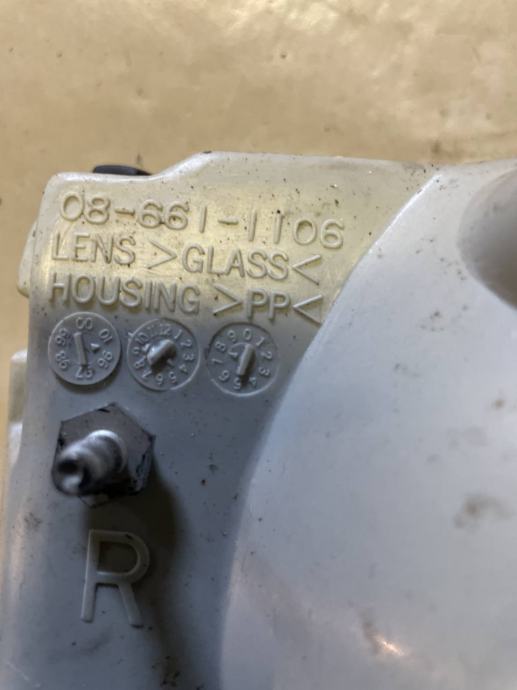 08-661-1106
LENS >GLASS<
HOUSING >PP<
R